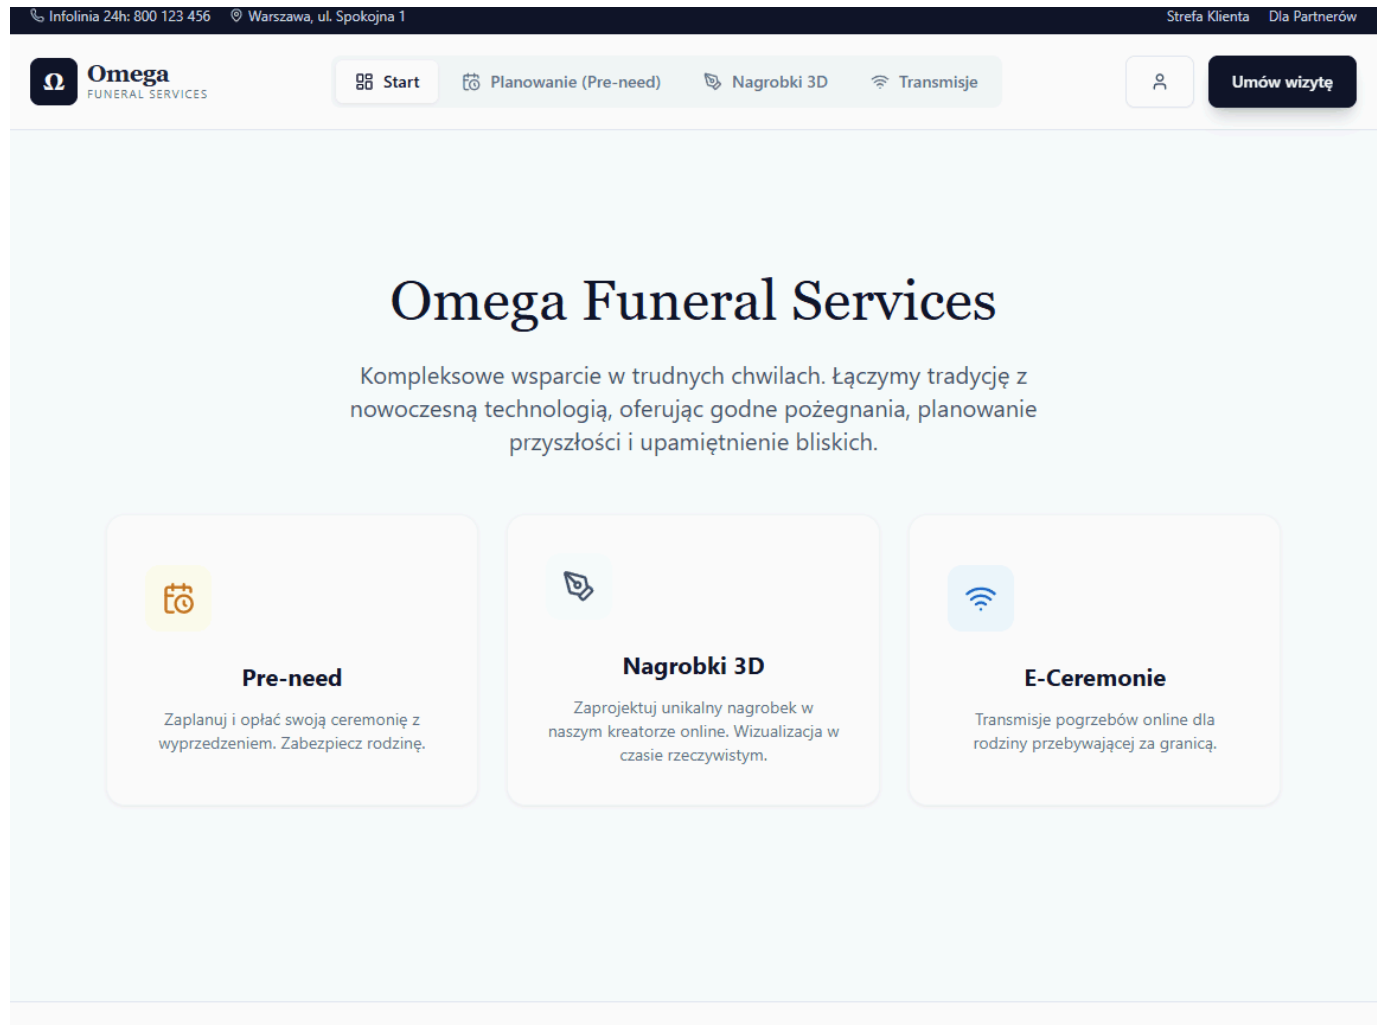 Infolinia 24h: 800 123 456
Warszawa, ul. Spokojna 1
Strefa Klienta
Dla Partnerów
Ω
Omega
FUNERAL SERVICES
Start
Planowanie (Pre-need)
Nagrobki 3D
Transmisje
Umów wizytę
Omega Funeral Services
Kompleksowe wsparcie w trudnych chwilach. Łączymy tradycję z
nowoczesną technologią, oferując godne pożegnania, planowanie
przyszłości i upamiętnienie bliskich.
Pre-need
Zaplanuj i opłać swoją ceremonię z
wyprzedzeniem. Zabezpiecz rodzinę.
Nagrobki 3D
Zaprojektuj unikalny nagrobek w
naszym kreatorze online. Wizualizacja w
czasie rzeczywistym.
E-Ceremonie
Transmisje pogrzebów online dla
rodziny przebywającej za granicą.